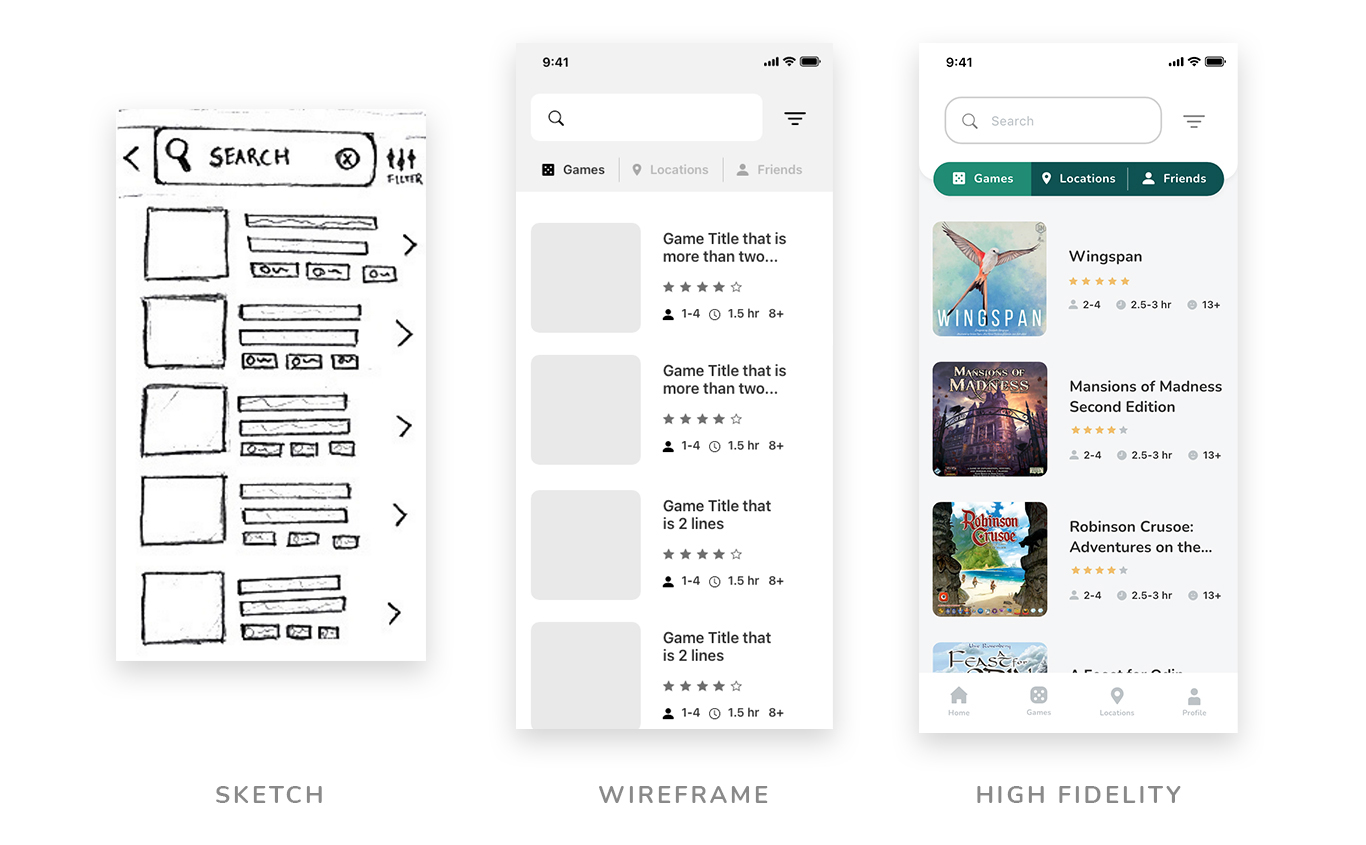 SEARCH
FILTER
SKETCH
9:41
Games
Locations
Friends
Game Title that is
more than two...
1-4
1.5 hr
8+
Game Title that is
more than two...
1-4
1.5 hr
8+
Game Title that
is 2 lines
1-4
1.5 hr
8+
Game Title that
is 2 lines
1-4
1.5 hr
8+
WIREFRAME
9:41
Search
Games
Locations
Friends
WINGSPAN
Wingspan
2-4
2.5-3 hr
13+
MANSIONS OF
MADNESS
Mansions of Madness
Second Edition
2-4
2.5-3 hr
13+
Robinson
Crusoe
Robinson Crusoe:
Adventures on the...
2-4
2.5-3 hr
13+
Uwe Rosenberg
FEAST for
ODIN
A Feast for Odin
Home
Games
Locations
Profile
HIGH FIDELITY